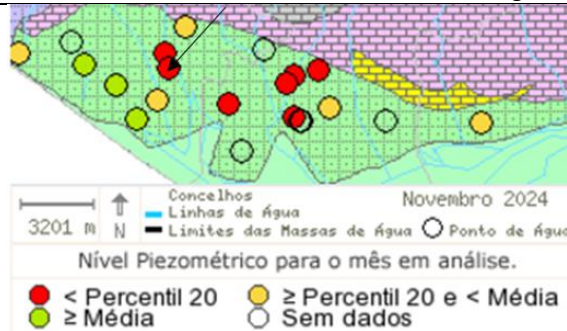 Concelhos
Novembro 2024
Linhas de Água
3201 m
N
Limites das Massas de Água
Ponto de Água
Nível Piezométrico para o mês em análise.
< Percentil 20
≥ Percentil 20 e < Média
≥ Média
Sem dados